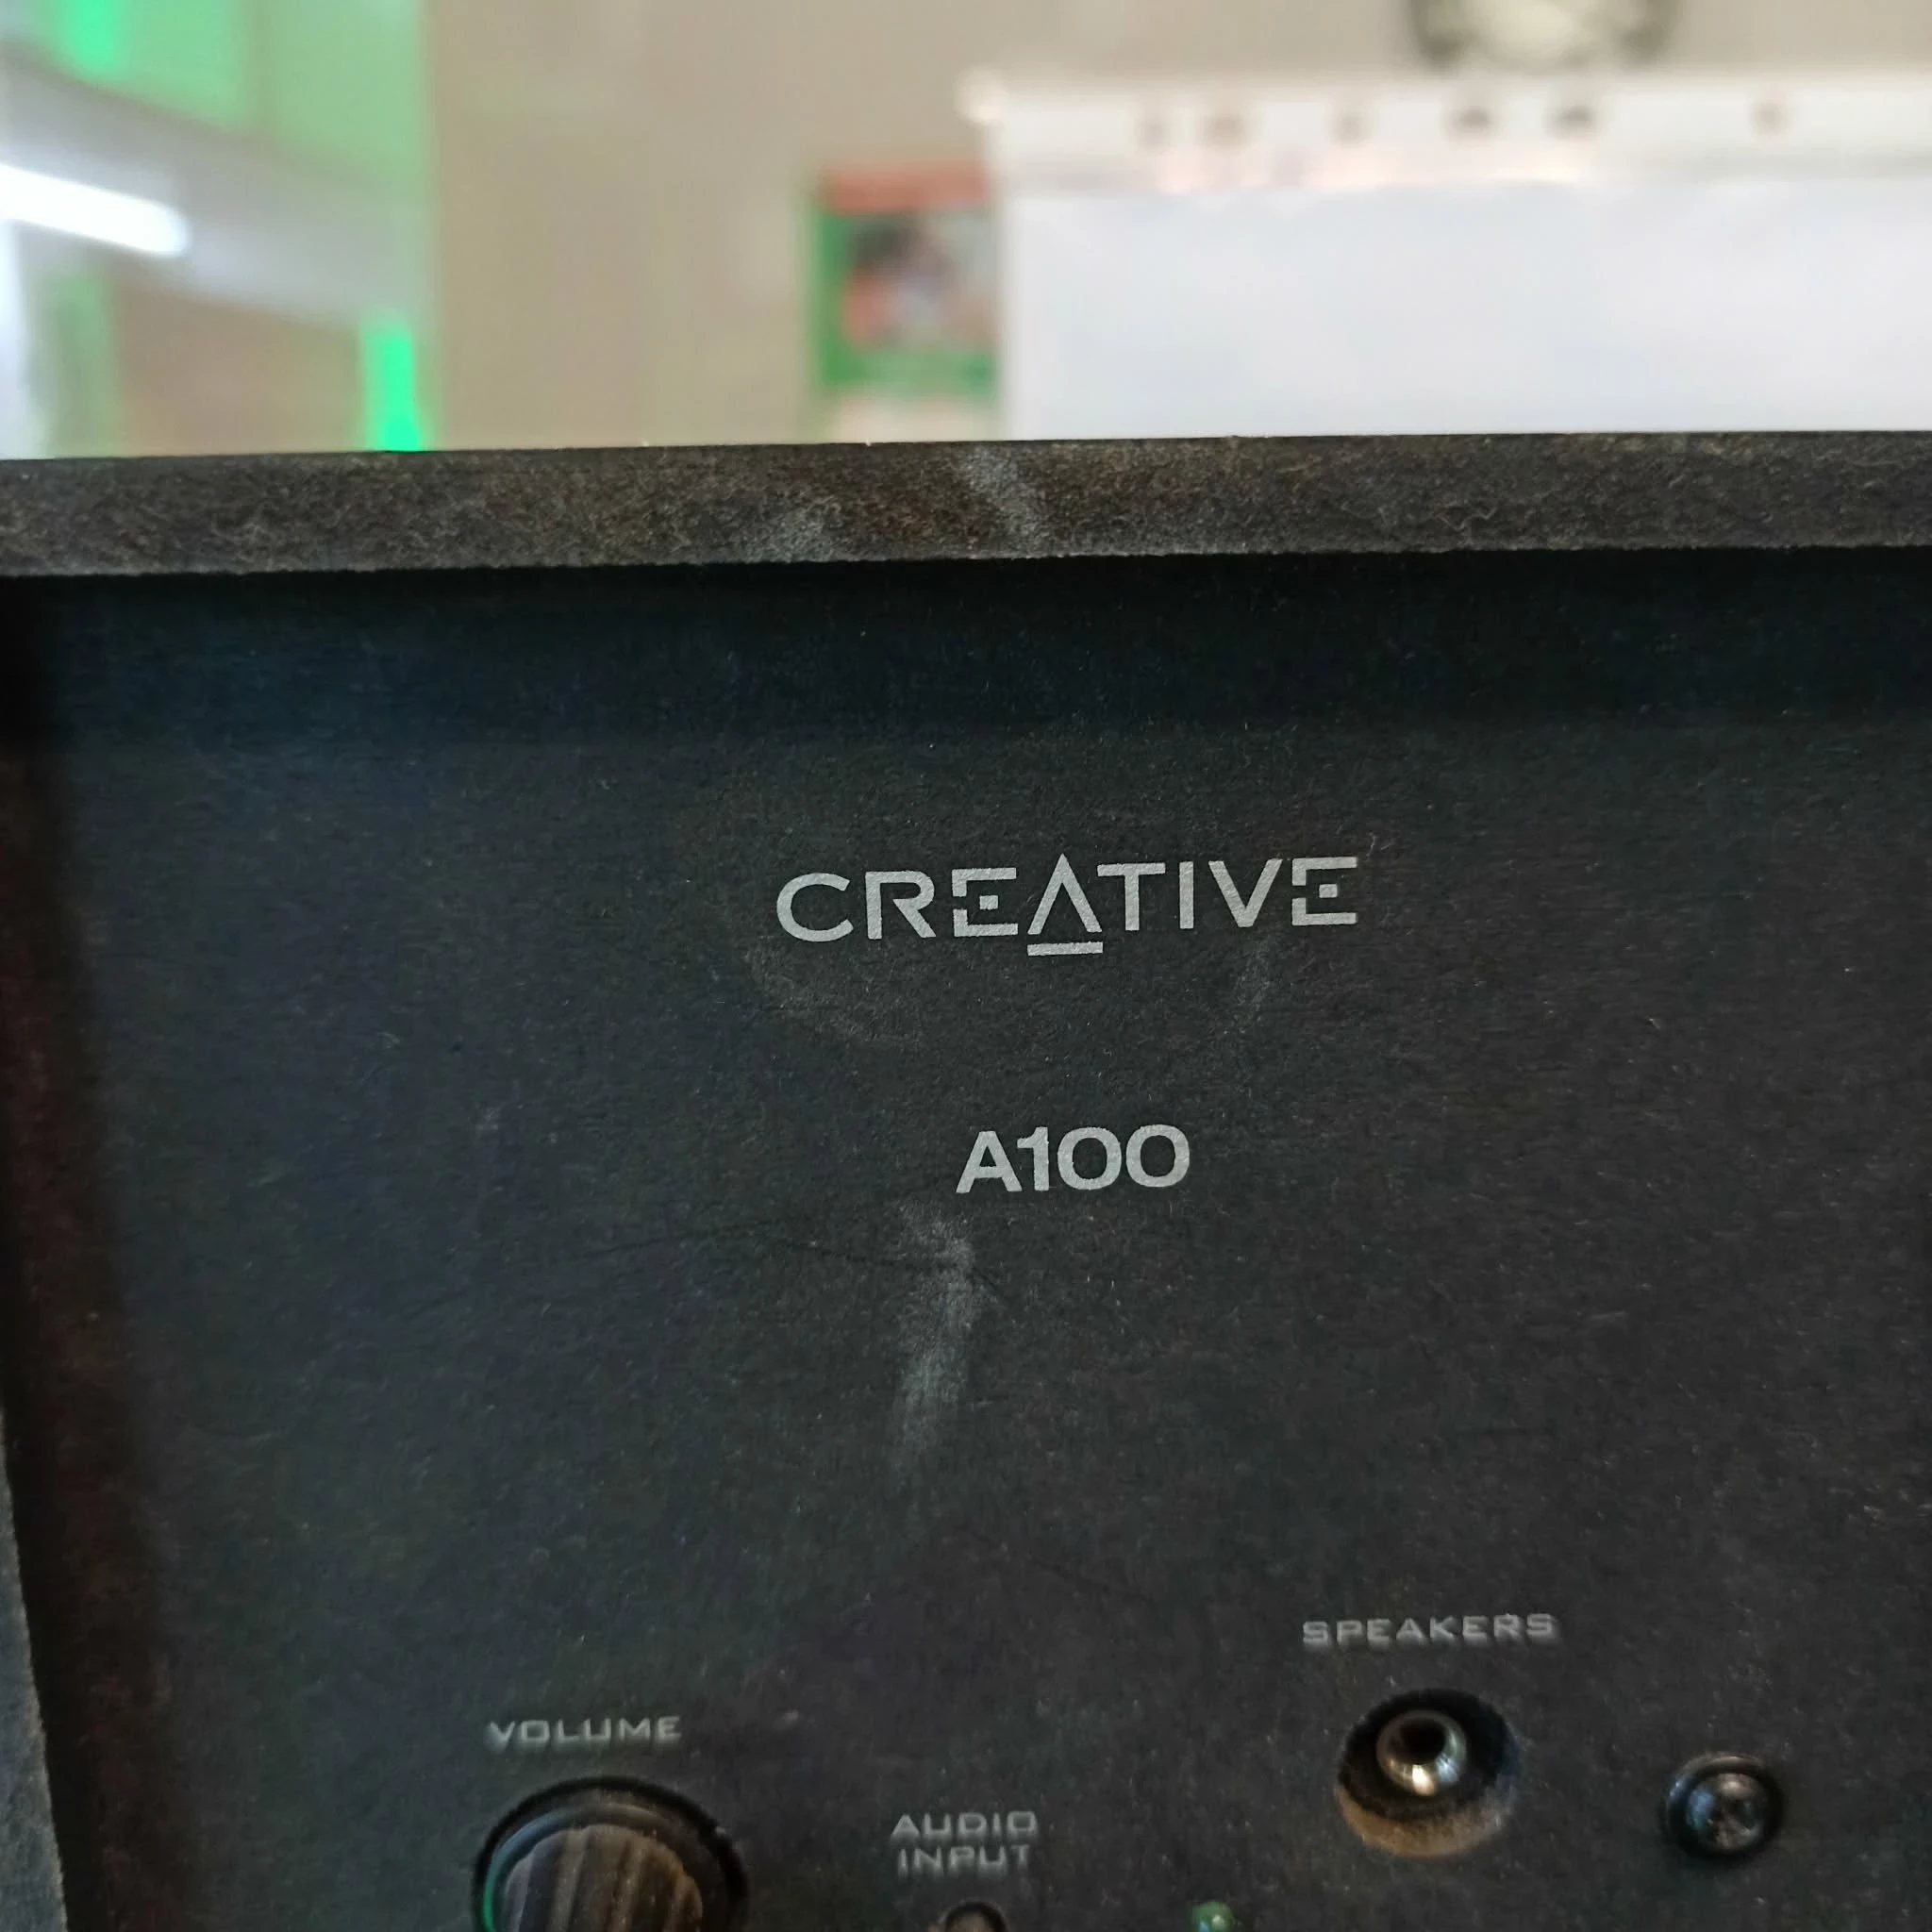 CREATIVE
A100
SPEAKERS
VOLUME
AUDIO
INPUT